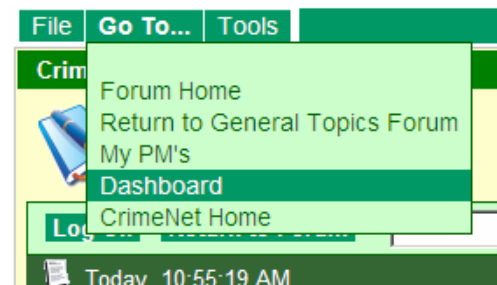 File Go To... Tools
Crim
Forum Home
Return to General Topics Forum
My PM's
Dashboard
CrimeNet Home
Today, 10:55:19 AM